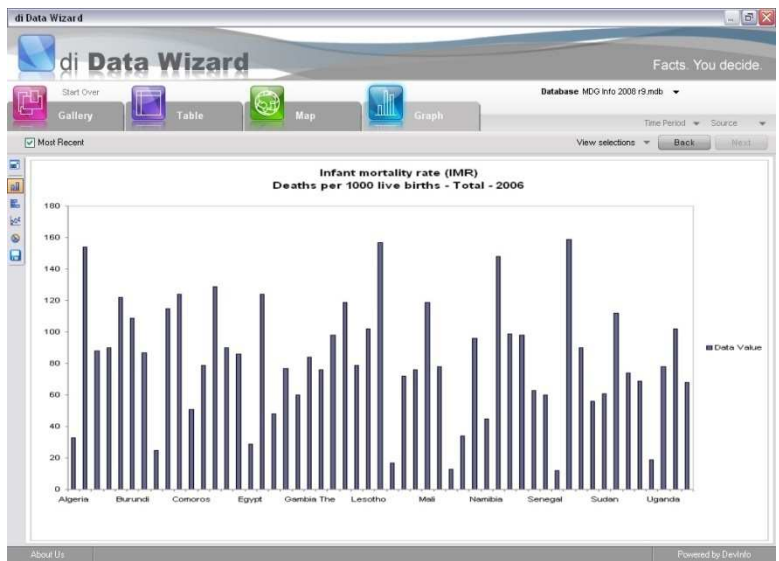 di Data Wizard
di Data Wizard
Facts. You decide.
Start Over
Database MDG Info 2008 r9.mdb
Gallery
Table
Map
Graph
Time Period
Source
Most Recent
View selections
Back
Next
Infant mortality rate (IMR)
Deaths per 1000 live births - Total - 2006
180
160
140
120
100
80
60
40
20
0
Data Value
Algeria Burundi Comoros Egypt Gambia The Lesotho Mali Namibia Senegal Sudan Uganda
About Us
Powered by DevInfo